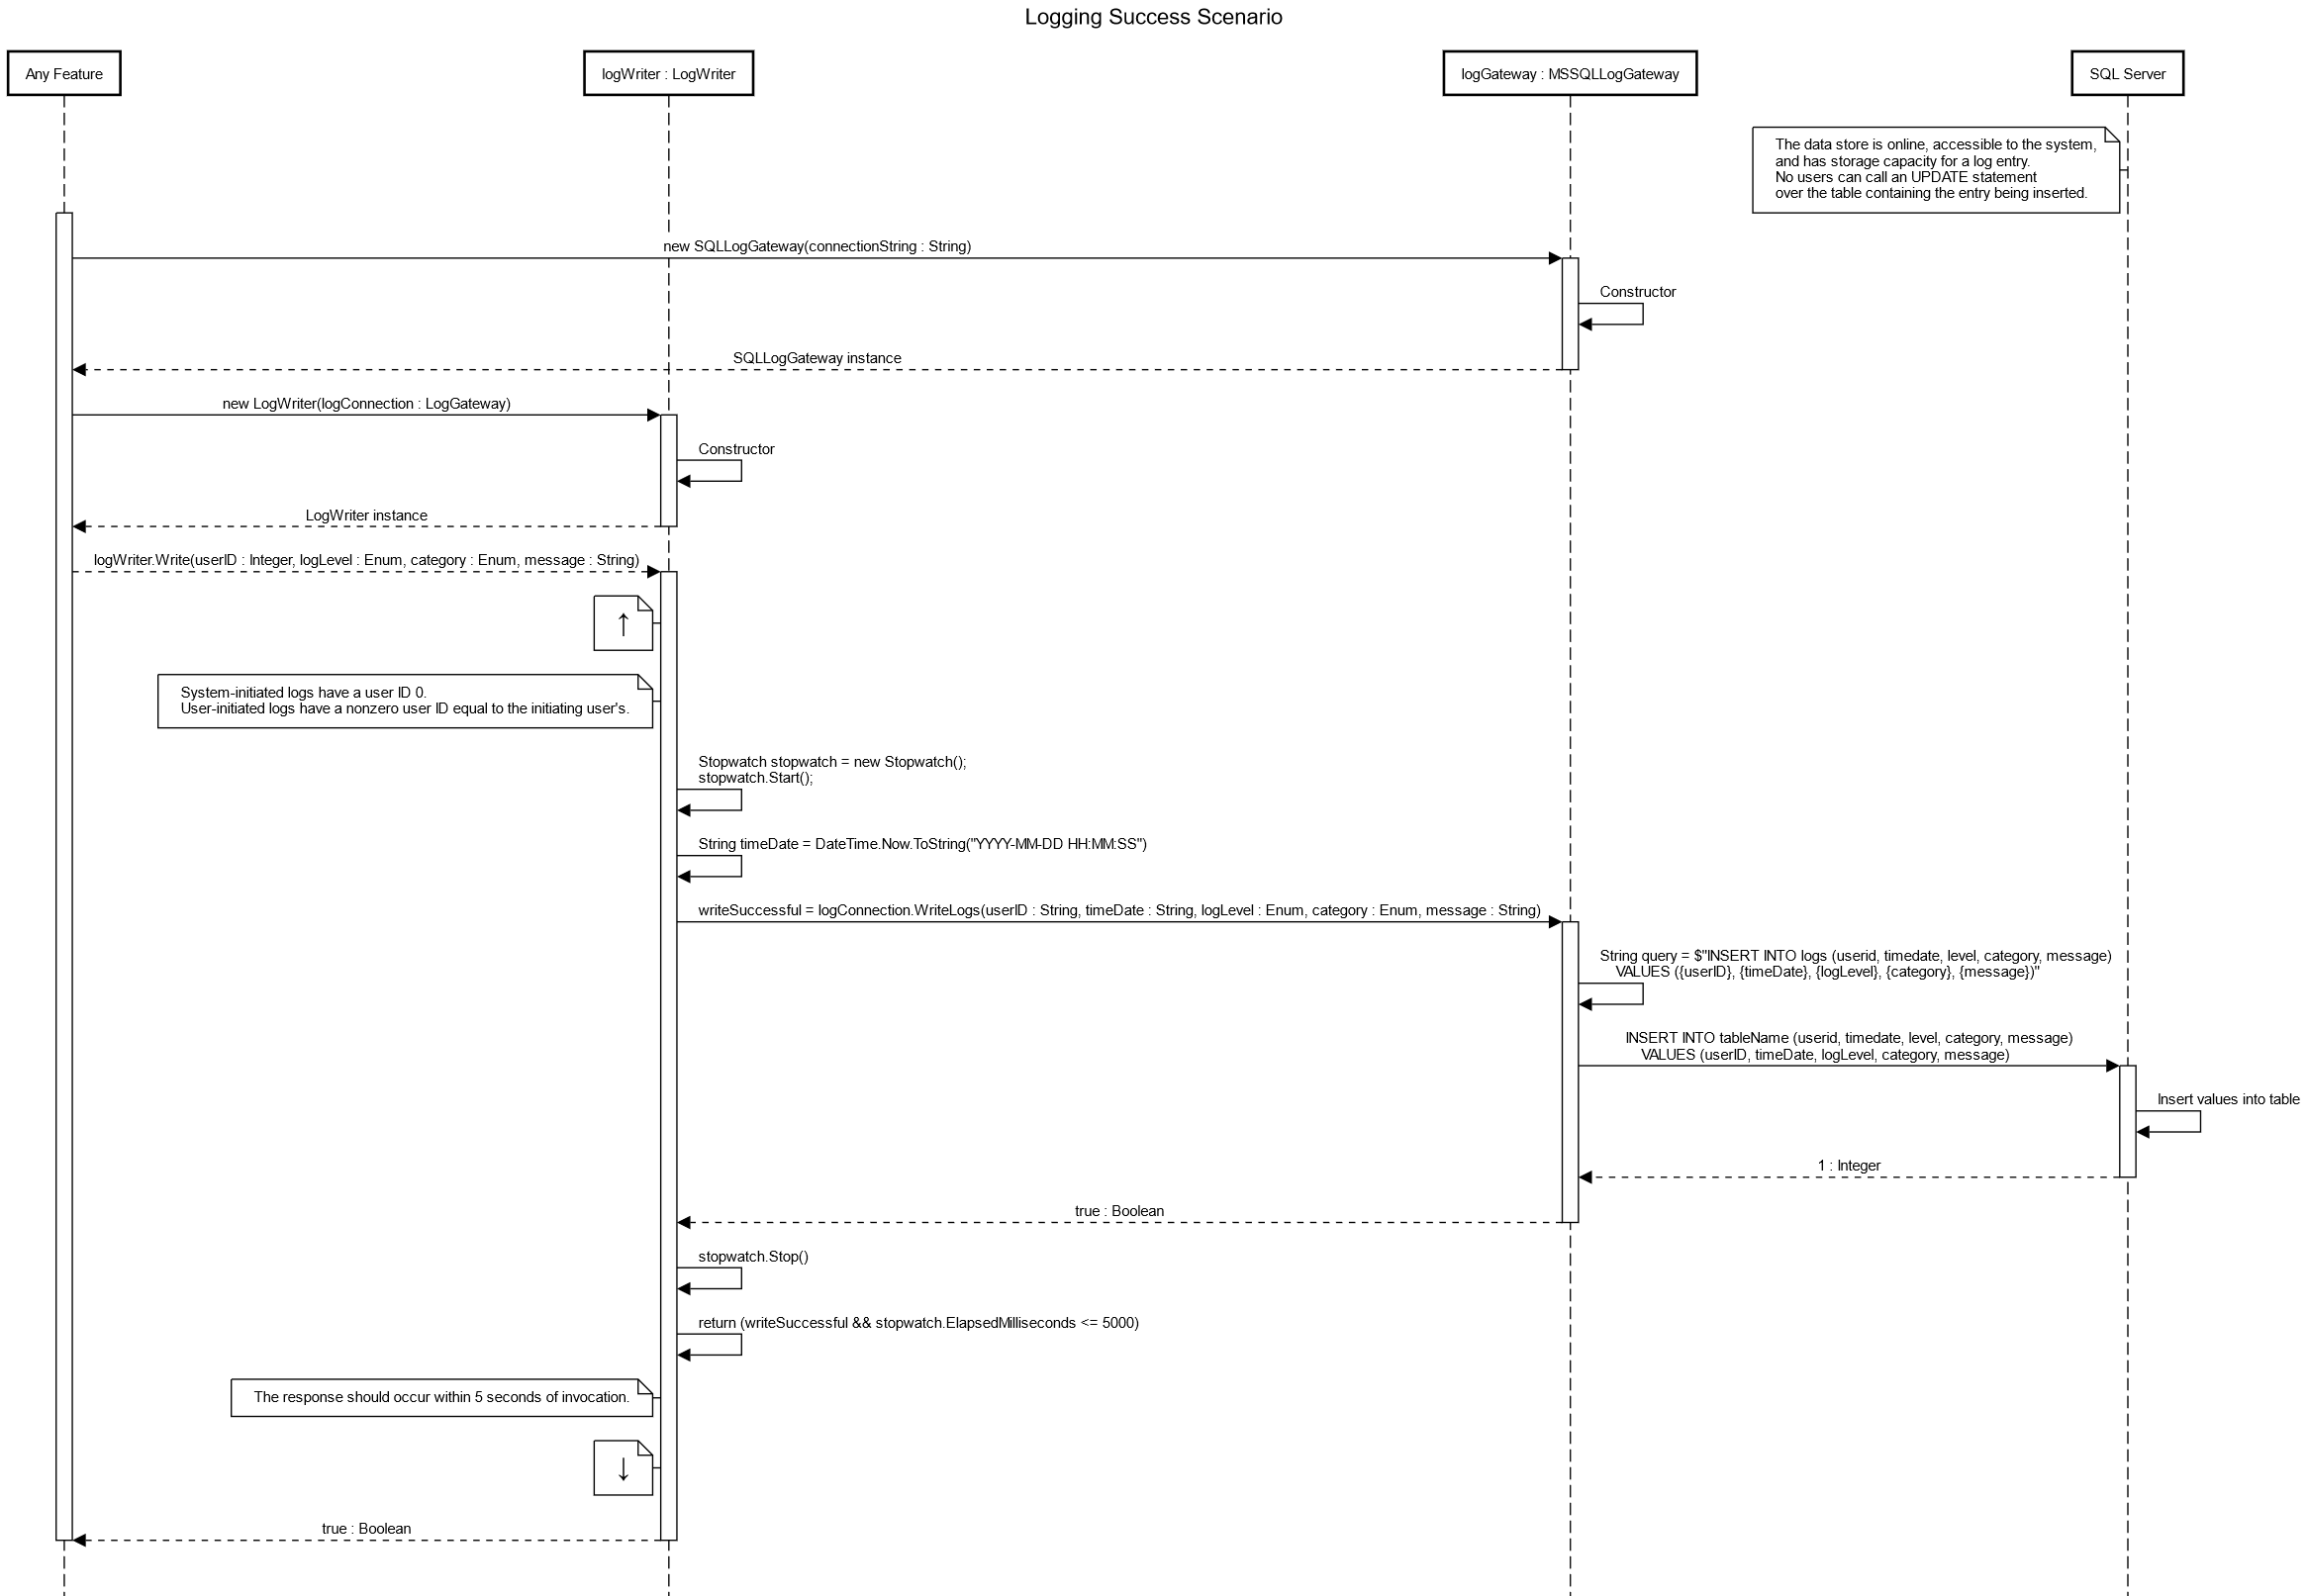 Logging Success Scenario
Any Feature
logWriter : LogWriter
logGateway : MSSQLLogGateway
SQL Server
The data store is online, accessible to the system,
and has storage capacity for a log entry.
No users can call an UPDATE statement
over the table containing the entry being inserted.
new SQLLogGateway(connectionString : String)
Constructor
SQLLogGateway instance
new LogWriter(logConnection : LogGateway)
Constructor
LogWriter instance
logWriter.Write(userID : Integer, logLevel : Enum, category : Enum, message : String)
↑
System-initiated logs have a user ID 0.
User-initiated logs have a nonzero user ID equal to the initiating user's.
Stopwatch stopwatch = new Stopwatch();
stopwatch.Start();
String timeDate = DateTime.Now.ToString("YYYY-MM-DD HH:MM:SS")
writeSuccessful = logConnection.WriteLogs(userID : String, timeDate : String, logLevel : Enum, category : Enum, message : String)
String query = $"INSERT INTO logs (userid, timedate, level, category, message)
VALUES ({userID}, {timeDate}, {logLevel}, {category}, {message})"
INSERT INTO tableName (userid, timedate, level, category, message)
VALUES (userID, timeDate, logLevel, category, message)
Insert values into table
1 : Integer
true : Boolean
stopwatch.Stop()
return (writeSuccessful && stopwatch.ElapsedMilliseconds <= 5000)
The response should occur within 5 seconds of invocation.
↓
true : Boolean